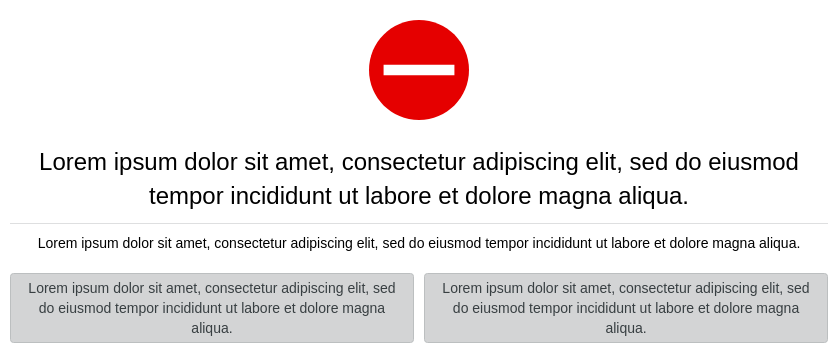 Lorem ipsum dolor sit amet, consectetur adipiscing elit, sed do eiusmod
tempor incididunt ut labore et dolore magna aliqua.
Lorem ipsum dolor sit amet, consectetur adipiscing elit, sed do eiusmod tempor incididunt ut labore et dolore magna aliqua.
Lorem ipsum dolor sit amet, consectetur adipiscing elit, sed
do eiusmod tempor incididunt ut labore et dolore magna
aliqua.
Lorem ipsum dolor sit amet, consectetur adipiscing elit, sed
do eiusmod tempor incididunt ut labore et dolore magna
aliqua.